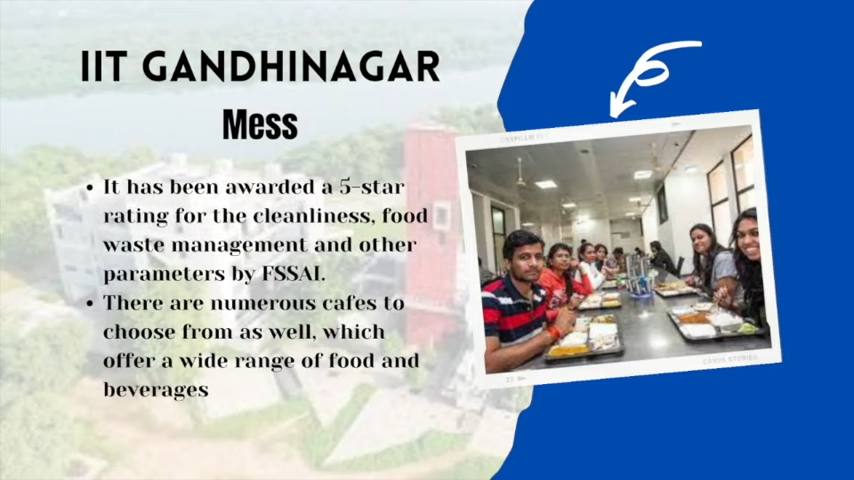 IIT GANDHINAGAR
Mess
• It has been awarded a 5-star
rating for the cleanliness, food
waste management and other
parameters by FSSAI.
• There are numerous cafes to
choose from as well, which
offer a wide range of food and
beverages
CANVA STORIES